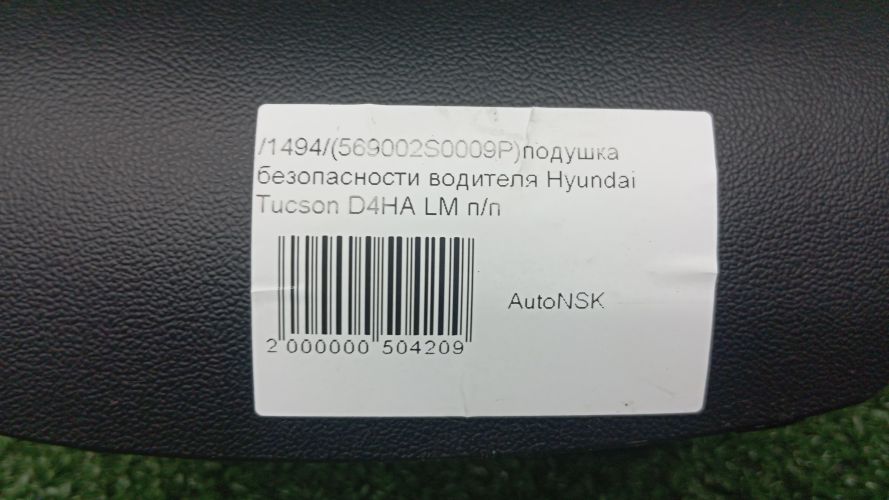 /1494/(569002S0009P)подушка
безопасности водителя Hyundai
Tucson D4HA LM п/п
AutoNSK
2 000000 504209